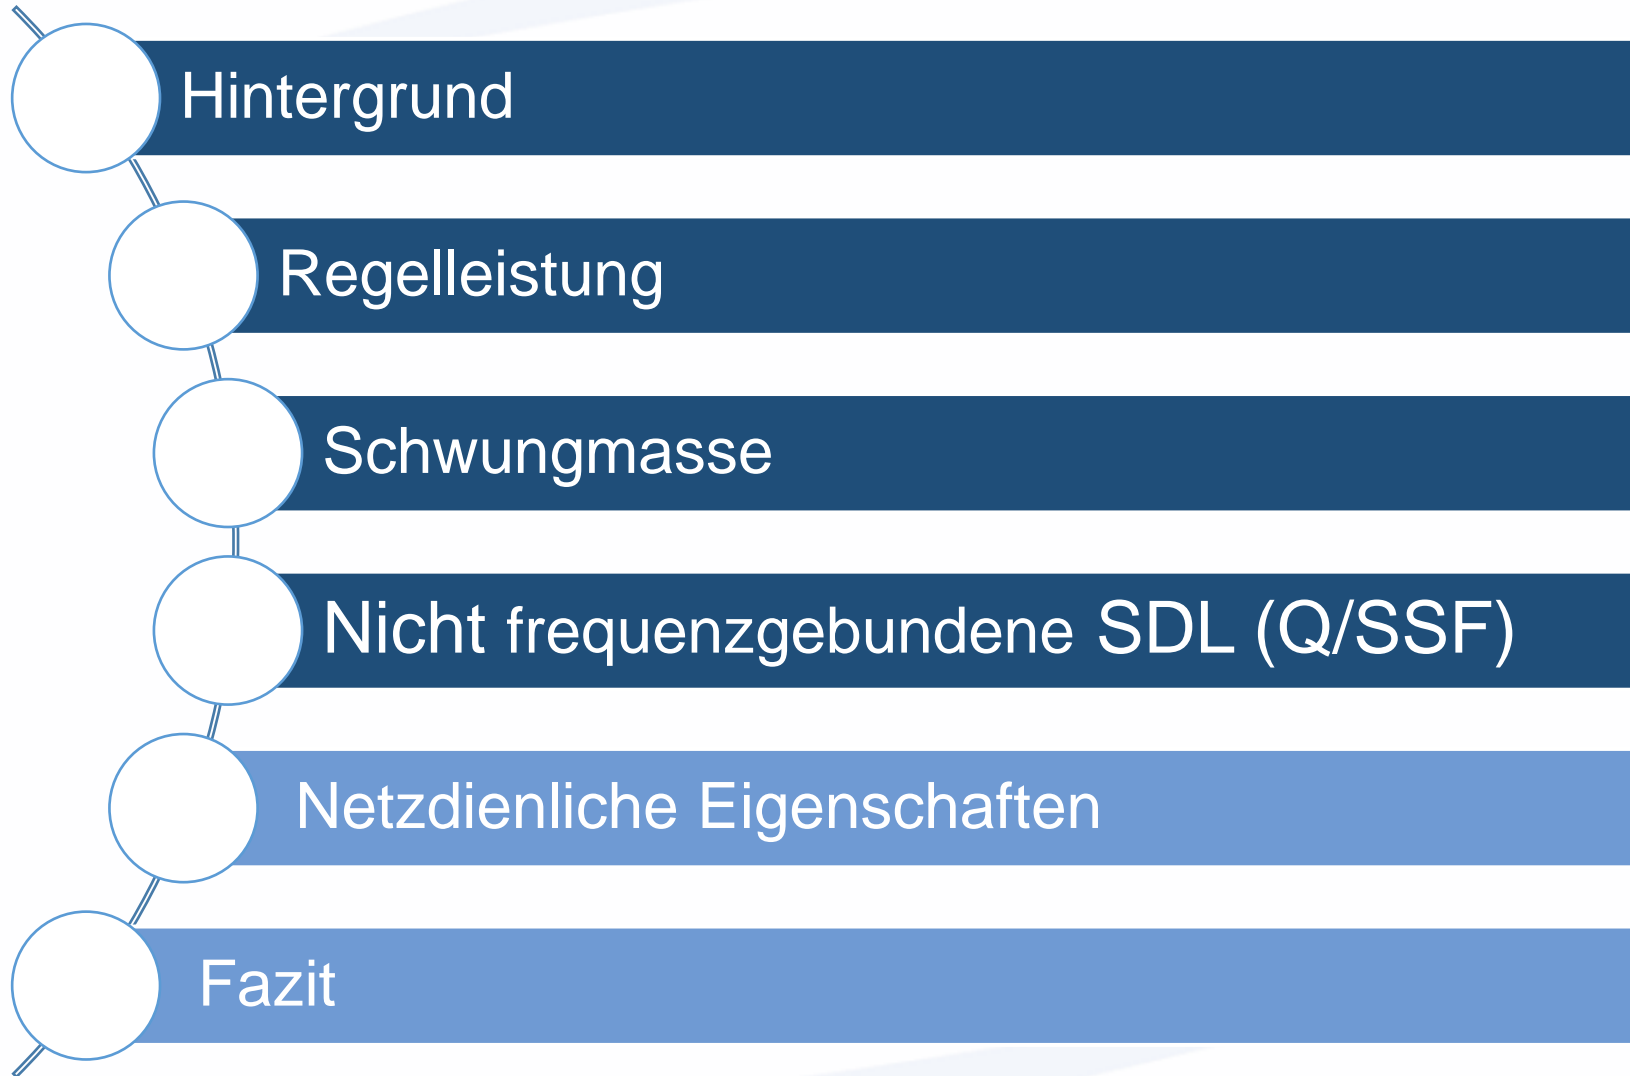 Hintergrund
Regelleistung
Schwungmasse
Nicht frequenzgebundene SDL (Q/SSF)
Netzdienliche Eigenschaften
Fazit